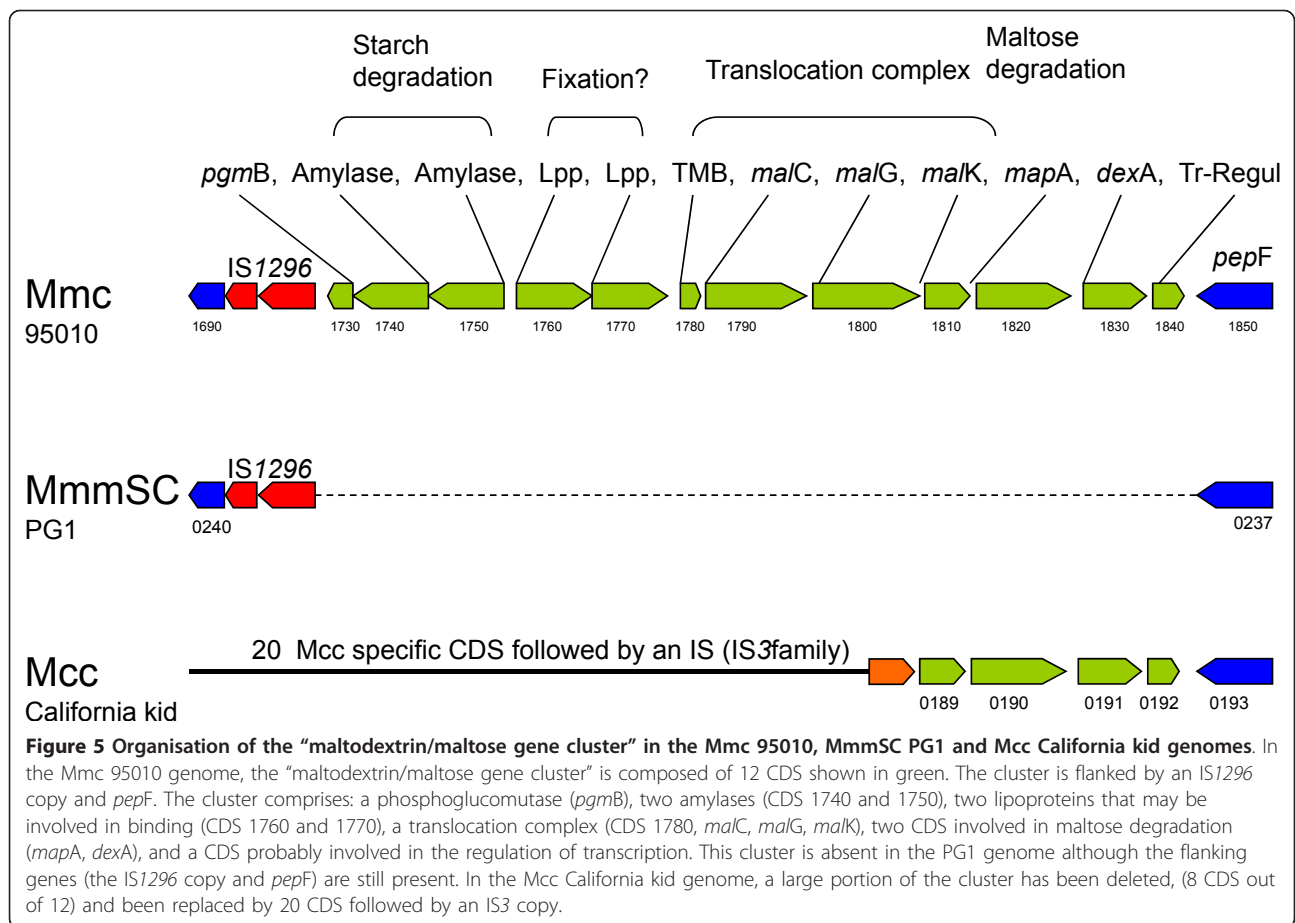 Starch degradation
Fixation?
Translocation complex
Maltose degradation
pgmB, Amylase, Amylase, Lpp, Lpp, TMB, malC, malG, malK, mapA, dexA, Tr-Regul
IS1296
pepF
Mmc
95010
1690 1730 1740 1750 1760 1770 1780 1790 1800 1810 1820 1830 1840 1850
IS1296
MmmSC
PG1
0240 0237
20 Mcc specific CDS followed by an IS (IS3family)
Mcc
California kid
0189 0190 0191 0192 0193
Figure 5 Organisation of the “maltodextrin/maltose gene cluster” in the Mmc 95010, MmmSC PG1 and Mcc California kid genomes. In
the Mmc 95010 genome, the “maltodextrin/maltose gene cluster” is composed of 12 CDS shown in green. The cluster is flanked by an IS1296
copy and pepF. The cluster comprises: a phosphoglucomutase (pgmB), two amylases (CDS 1740 and 1750), two lipoproteins that may be
involved in binding (CDS 1760 and 1770), a translocation complex (CDS 1780, malC, malG, malK), two CDS involved in maltose degradation
(mapA, dexA), and a CDS probably involved in the regulation of transcription. This cluster is absent in the PG1 genome although the flanking
genes (the IS1296 copy and pepF) are still present. In the Mcc California kid genome, a large portion of the cluster has been deleted, (8 CDS out
of 12) and been replaced by 20 CDS followed by an IS3 copy.